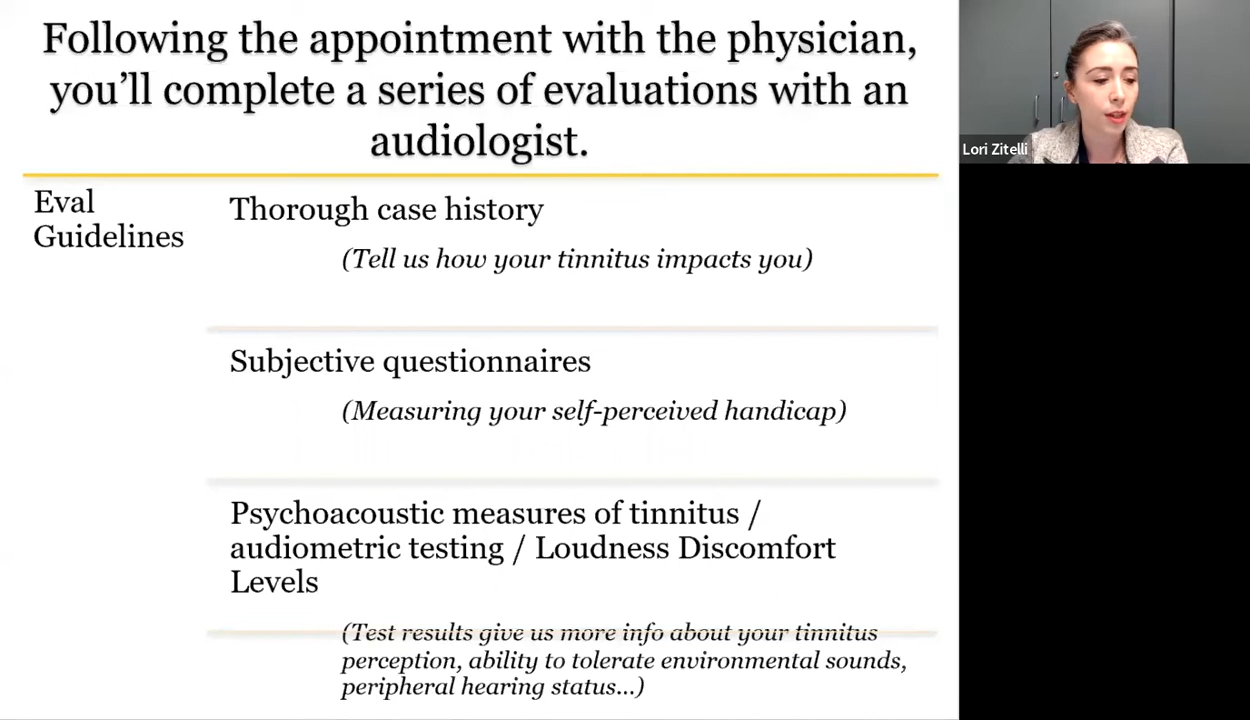 Following the appointment with the physician,
you’ll complete a series of evaluations with an
audiologist.
Lori Zitelli
Eval
Guidelines
Thorough case history
(Tell us how your tinnitus impacts you)
Subjective questionnaires
(Measuring your self-perceived handicap)
Psychoacoustic measures of tinnitus /
audiometric testing / Loudness Discomfort
Levels
(Test results give us more info about your tinnitus
perception, ability to tolerate environmental sounds,
peripheral hearing status...)